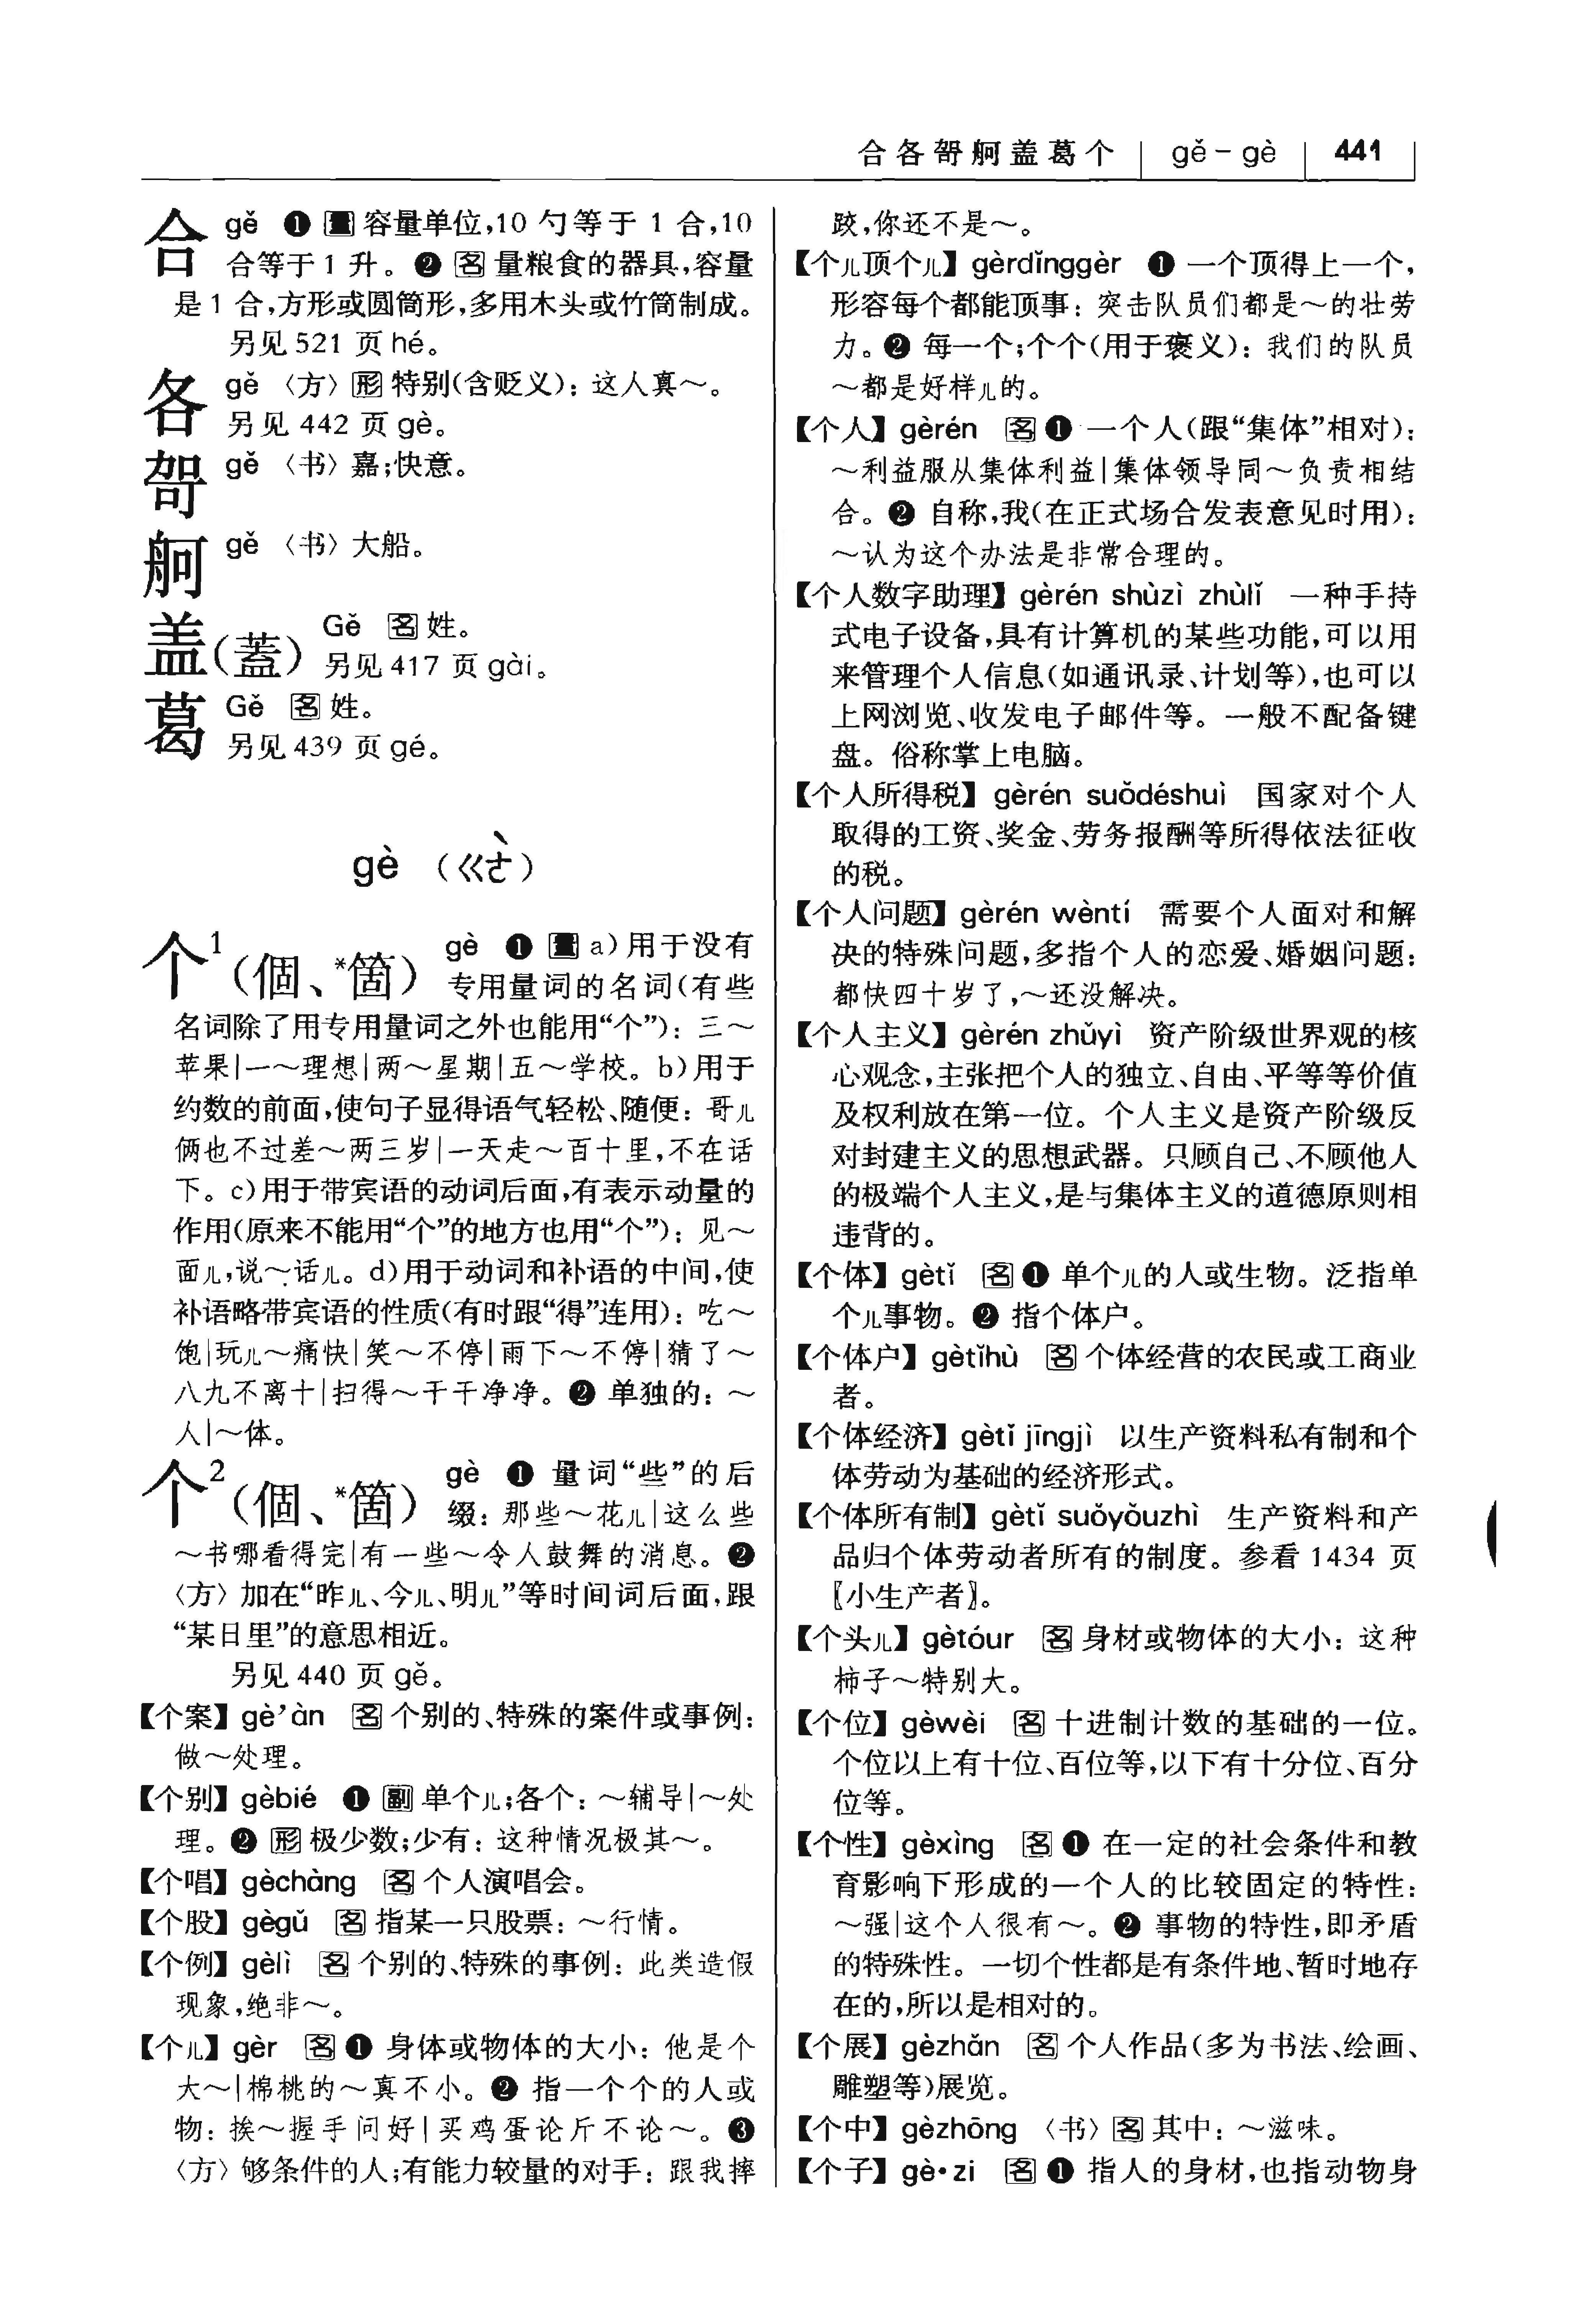 合各哿舸盖葛个 gě-gè 441
合 gě ❶ 量 容量单位,10 勺等于 1 合,10
合等于 1 升。❷ 名 量粮食的器具,容量
是 1 合,方形或圆筒形,多用木头或竹筒制成。
另见 521 页 hé。
各 gě 〈方〉 形 特别(含贬义): 这人真~。
另见 442 页 gè。
哿 gě 〈书〉 嘉;快意。
舸 gě 〈书〉 大船。
盖(蓋) Gě 名 姓。
另见 417 页 gài。
葛 Gě 名 姓。
另见 439 页 gé。
gè (ㄍㄜˋ)
个1(個、*箇) gè ❶ 量 a)用于没有
专用量词的名词(有些
名词除了用专用量词之外也能用“个”): 三~
苹果|一~理想|两~星期|五~学校。b)用于
约数的前面,使句子显得语气轻松、随便: 哥儿
俩也不过差~两三岁|一天走~百十里,不在话
下。c)用于带宾语的动词后面,有表示动量的
作用(原来不能用“个”的地方也用“个”): 见~
面儿,说~话儿。d)用于动词和补语的中间,使
补语略带宾语的性质(有时跟“得”连用): 吃~
饱|玩儿~痛快|笑~不停|雨下~不停|猜了~
八九不离十|扫得~干干净净。❷ 单独的: ~
人|~体。
个2(個、*箇) gè ❶ 量词“些”的后
缀: 那些~花儿|这么些
~书哪看得完|有一些~令人鼓舞的消息。❷
〈方〉 加在“昨儿、今儿、明儿”等时间词后面,跟
“某日里”的意思相近。
另见 440 页 gě。
【个案】 gè’àn 名 个别的、特殊的案件或事例:
做~处理。
【个别】 gèbié ❶ 副 单个儿;各个: ~辅导|~处
理。❷ 形 极少数;少有: 这种情况极其~。
【个唱】 gèchàng 名 个人演唱会。
【个股】 gègǔ 名 指某一只股票: ~行情。
【个例】 gèlì 名 个别的、特殊的事例: 此类造假
现象,绝非~。
【个儿】 gèr 名 ❶ 身体或物体的大小: 他是个
大~|棉桃的~真不小。❷ 指一个个的人或
物: 挨~握手问好|买鸡蛋论斤不论~。❸
〈方〉 够条件的人;有能力较量的对手: 跟我摔
跤,你还不是~。
【个儿顶个儿】 gèrdǐnggèr ❶ 一个顶得上一个,
形容每个都能顶事: 突击队员们都是~的壮劳
力。❷ 每一个;个个(用于褒义): 我们的队员
~都是好样儿的。
【个人】 gèrén 名 ❶ 一个人(跟“集体”相对):
~利益服从集体利益|集体领导同~负责相结
合。❷ 自称,我(在正式场合发表意见时用):
~认为这个办法是非常合理的。
【个人数字助理】 gèrén shùzì zhùlǐ 一种手持
式电子设备,具有计算机的某些功能,可以用
来管理个人信息(如通讯录、计划等),也可以
上网浏览、收发电子邮件等。一般不配备键
盘。俗称掌上电脑。
【个人所得税】 gèrén suǒdéshuì 国家对个人
取得的工资、奖金、劳务报酬等所得依法征收
的税。
【个人问题】 gèrén wèntí 需要个人面对和解
决的特殊问题,多指个人的恋爱、婚姻问题:
都快四十岁了,~还没解决。
【个人主义】 gèrén zhǔyì 资产阶级世界观的核
心观念,主张把个人的独立、自由、平等等价值
及权利放在第一位。个人主义是资产阶级反
对封建主义的思想武器。只顾自己、不顾他人
的极端个人主义,是与集体主义的道德原则相
违背的。
【个体】 gètǐ 名 ❶ 单个儿的人或生物。泛指单
个儿事物。❷ 指个体户。
【个体户】 gètǐhù 名 个体经营的农民或工商业
者。
【个体经济】 gètǐ jīngjì 以生产资料私有制和个
体劳动为基础的经济形式。
【个体所有制】 gètǐ suǒyǒuzhì 生产资料和产
品归个体劳动者所有的制度。参看 1434 页
〖小生产者〗。
【个头儿】 gètóur 名 身材或物体的大小: 这种
柿子~特别大。
【个位】 gèwèi 名 十进制计数的基础的一位。
个位以上有十位、百位等,以下有十分位、百分
位等。
【个性】 gèxìng 名 ❶ 在一定的社会条件和教
育影响下形成的一个人的比较固定的特性:
~强|这个人很有~。❷ 事物的特性,即矛盾
的特殊性。一切个性都是有条件地、暂时地存
在的,所以是相对的。
【个展】 gèzhǎn 名 个人作品(多为书法、绘画、
雕塑等)展览。
【个中】 gèzhōng 〈书〉 名 其中: ~滋味。
【个子】 gè•zi 名 ❶ 指人的身材,也指动物身